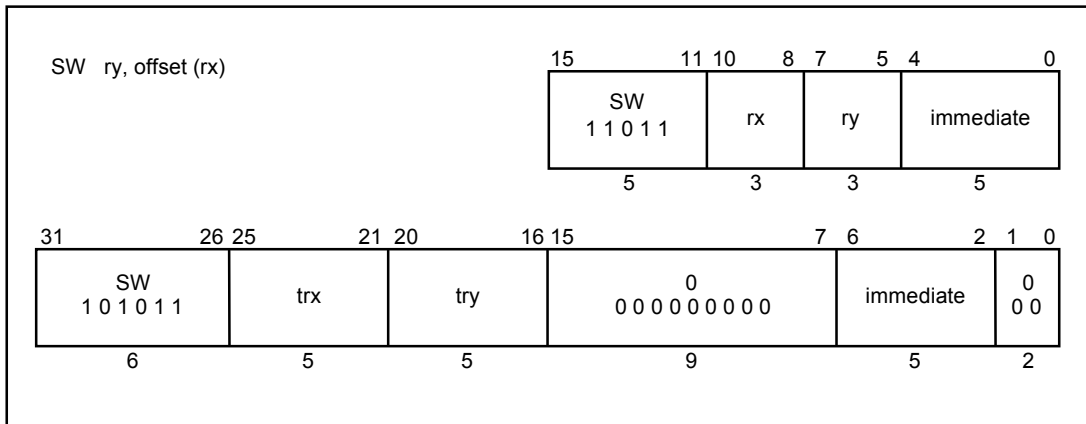 SW ry, offset (rx)
15 11 10 8 7 5 4 0
SW
1 1 0 1 1
rx
ry
immediate
5 3 3 5
31 26 25 21 20 16 15 7 6 2 1 0
SW
1 0 1 0 1 1
trx
try
0
0 0 0 0 0 0 0 0 0
immediate
0
0 0
6 5 5 9 5 2